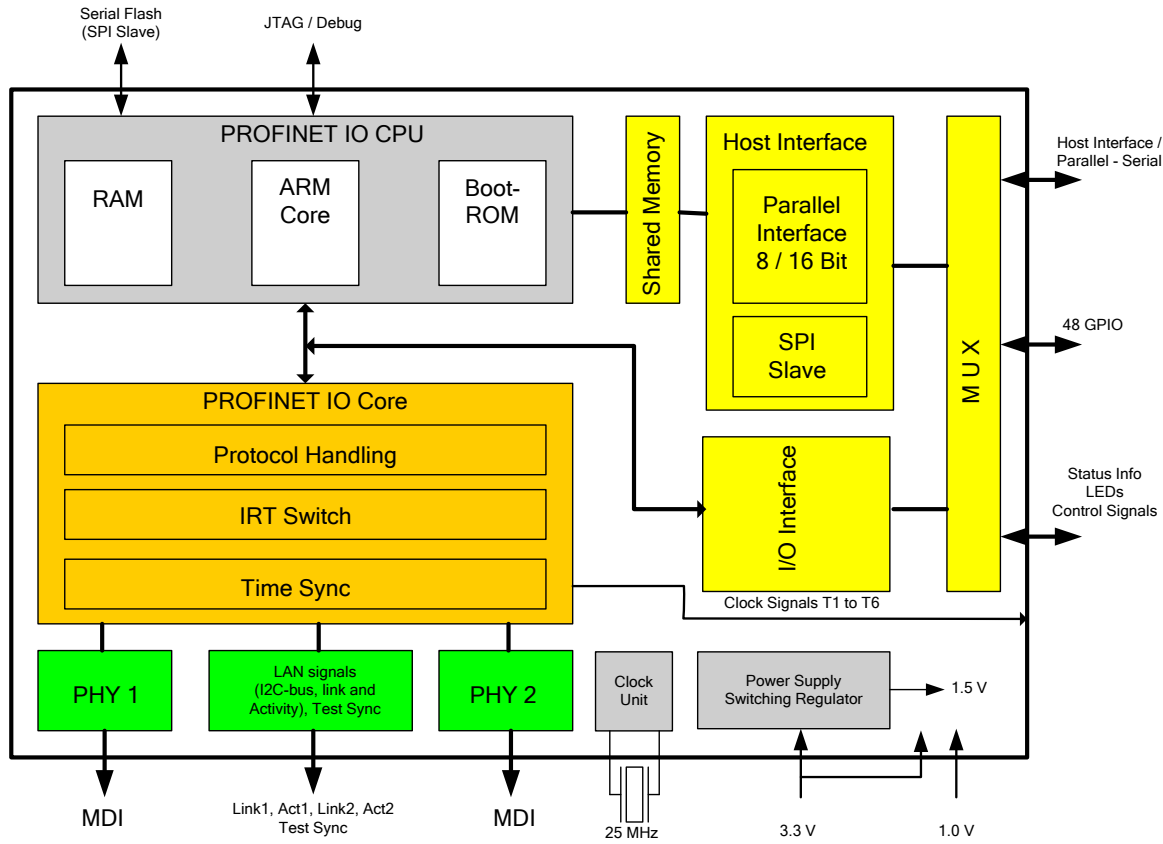 Serial Flash
(SPI Slave)
JTAG / Debug
PROFINET IO CPU
RAM
ARM
Core
Boot-
ROM
Shared Memory
Host Interface
Parallel
Interface
8 / 16 Bit
SPI
Slave
M U X
Host Interface /
Parallel - Serial
48 GPIO
Status Info
LEDs
Control Signals
PROFINET IO Core
Protocol Handling
IRT Switch
Time Sync
I/O Interface
Clock Signals T1 to T6
PHY 1
LAN signals
(I2C-bus, link and
Activity), Test Sync
PHY 2
Clock
Unit
Power Supply
Switching Regulator
1.5 V
MDI
Link1, Act1, Link2, Act2
Test Sync
MDI
25 MHz
3.3 V
1.0 V